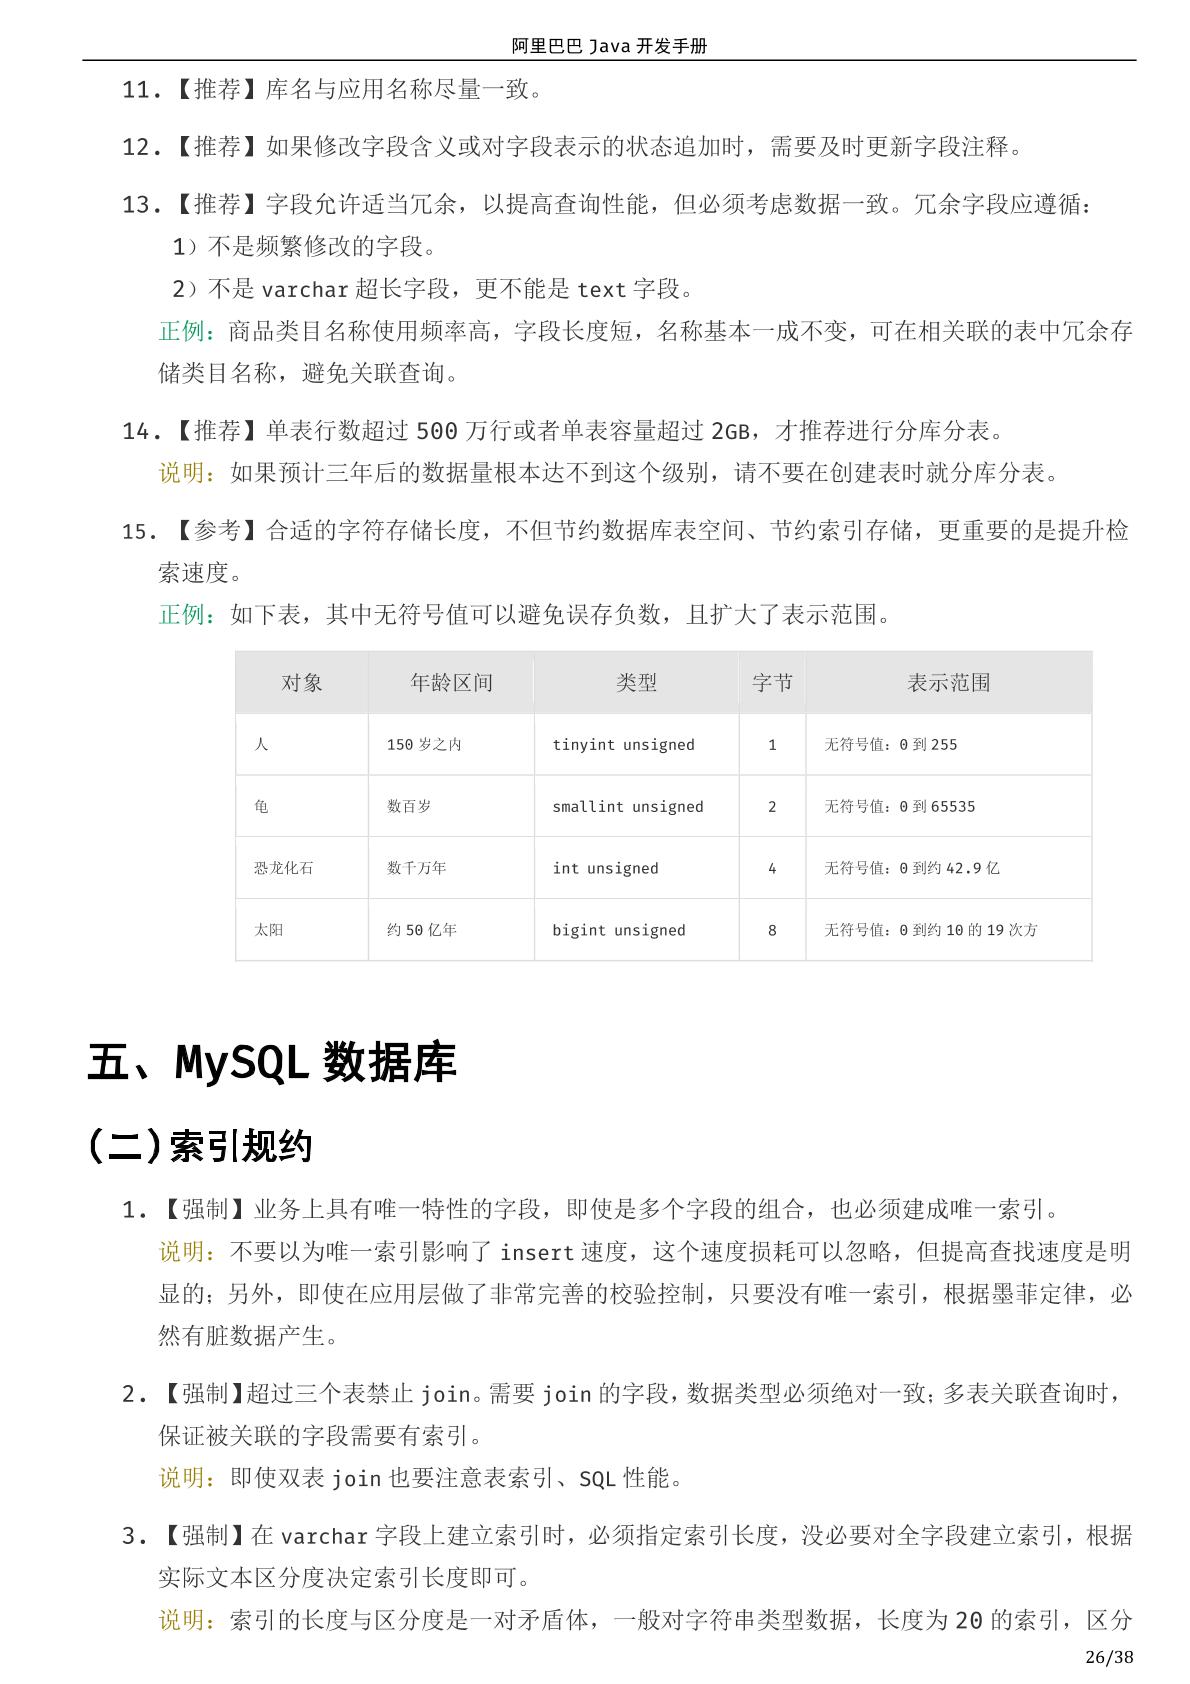 阿里巴巴 Java 开发手册
11.【推荐】库名与应用名称尽量一致。
12.【推荐】如果修改字段含义或对字段表示的状态追加时，需要及时更新字段注释。
13.【推荐】字段允许适当冗余，以提高查询性能，但必须考虑数据一致。冗余字段应遵循：
1）不是频繁修改的字段。
2）不是 varchar 超长字段，更不能是 text 字段。
正例：商品类目名称使用频率高，字段长度短，名称基本一成不变，可在相关联的表中冗余存
储类目名称，避免关联查询。
14.【推荐】单表行数超过 500 万行或者单表容量超过 2GB，才推荐进行分库分表。
说明：如果预计三年后的数据量根本达不到这个级别，请不要在创建表时就分库分表。
15.【参考】合适的字符存储长度，不但节约数据库表空间、节约索引存储，更重要的是提升检
索速度。
正例：如下表，其中无符号值可以避免误存负数，且扩大了表示范围。
对象 年龄区间 类型 字节 表示范围
人 150 岁之内 tinyint unsigned 1 无符号值：0 到 255
龟 数百岁 smallint unsigned 2 无符号值：0 到 65535
恐龙化石 数千万年 int unsigned 4 无符号值：0 到约 42.9 亿
太阳 约 50 亿年 bigint unsigned 8 无符号值：0 到约 10 的 19 次方
五、MySQL 数据库
(二)索引规约
1.【强制】业务上具有唯一特性的字段，即使是多个字段的组合，也必须建成唯一索引。
说明：不要以为唯一索引影响了 insert 速度，这个速度损耗可以忽略，但提高查找速度是明
显的；另外，即使在应用层做了非常完善的校验控制，只要没有唯一索引，根据墨菲定律，必
然有脏数据产生。
2.【强制】超过三个表禁止 join。需要 join 的字段，数据类型必须绝对一致；多表关联查询时，
保证被关联的字段需要有索引。
说明：即使双表 join 也要注意表索引、SQL 性能。
3.【强制】在 varchar 字段上建立索引时，必须指定索引长度，没必要对全字段建立索引，根据
实际文本区分度决定索引长度即可。
说明：索引的长度与区分度是一对矛盾体，一般对字符串类型数据，长度为 20 的索引，区分
26/38